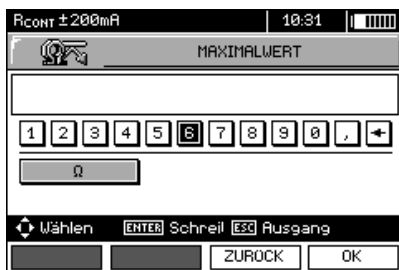 RCONT ±200mA 10:31
MAXIMALWERT
1 2 3 4 5 6 7 8 9 0 , ←
Ω
Wählen ENTER Schreil ESC Ausgang
ZURÜCK OK